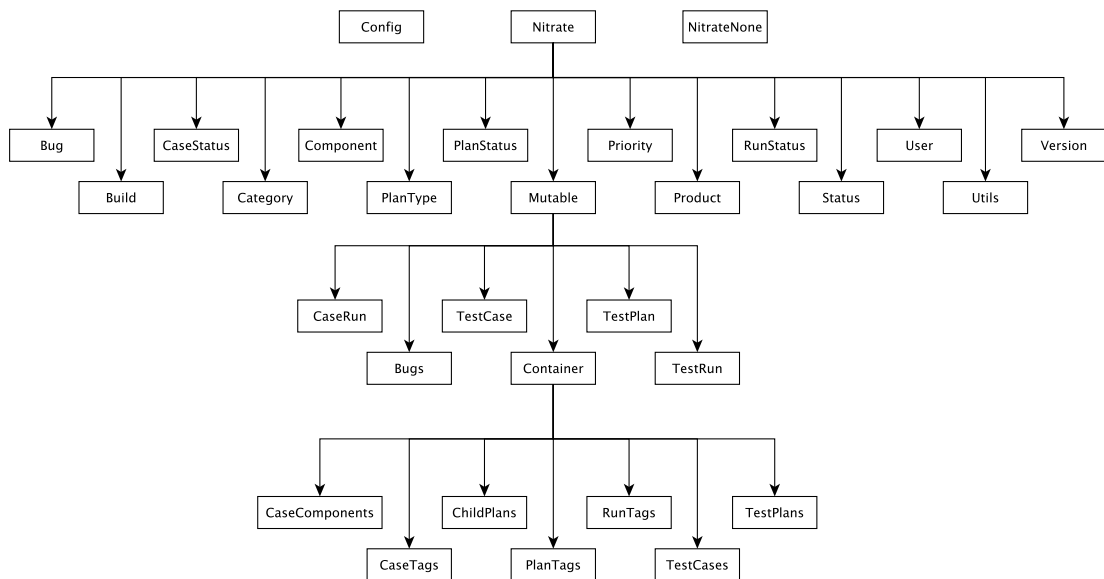 Config
Nitrate
NitrateNone
Bug
CaseStatus
Component
PlanStatus
Priority
RunStatus
User
Version
Build
Category
PlanType
Mutable
Product
Status
Utils
CaseRun
TestCase
TestPlan
Bugs
Container
TestRun
CaseComponents
ChildPlans
RunTags
TestPlans
CaseTags
PlanTags
TestCases